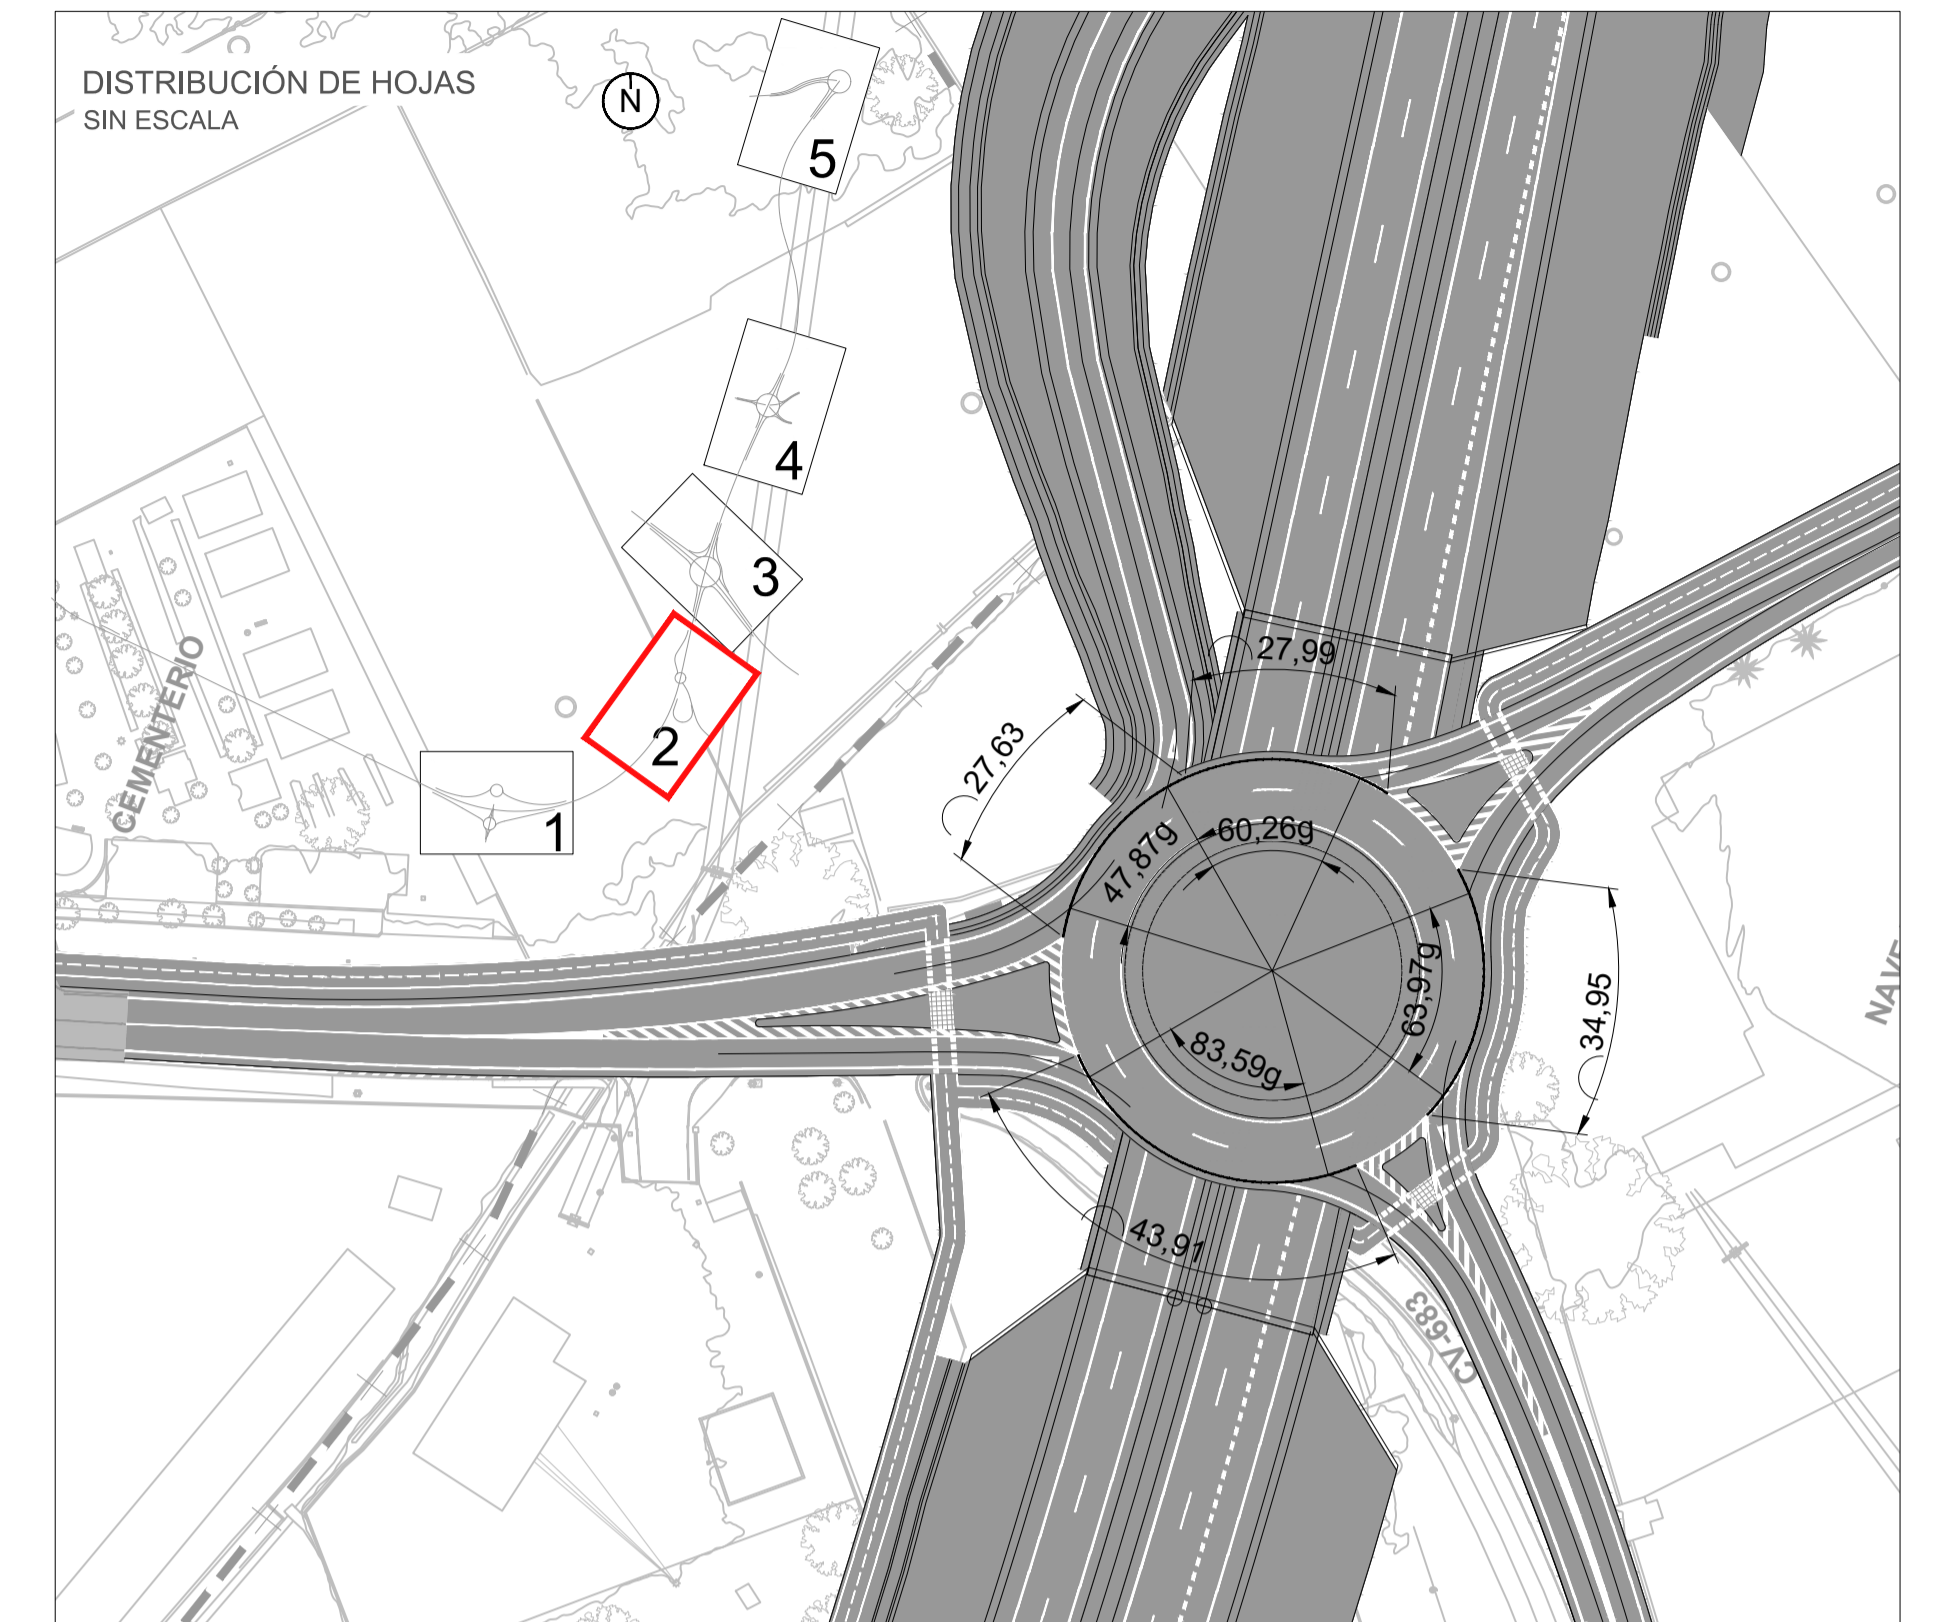 DISTRIBUCIÓN DE HOJAS
SIN ESCALA
N
5
4
3
2
1
CEMENTERIO
27,99
27,63
47,87g
60,26g
63,97g
83,59g
34,95
43,91
CV-683
NAVE